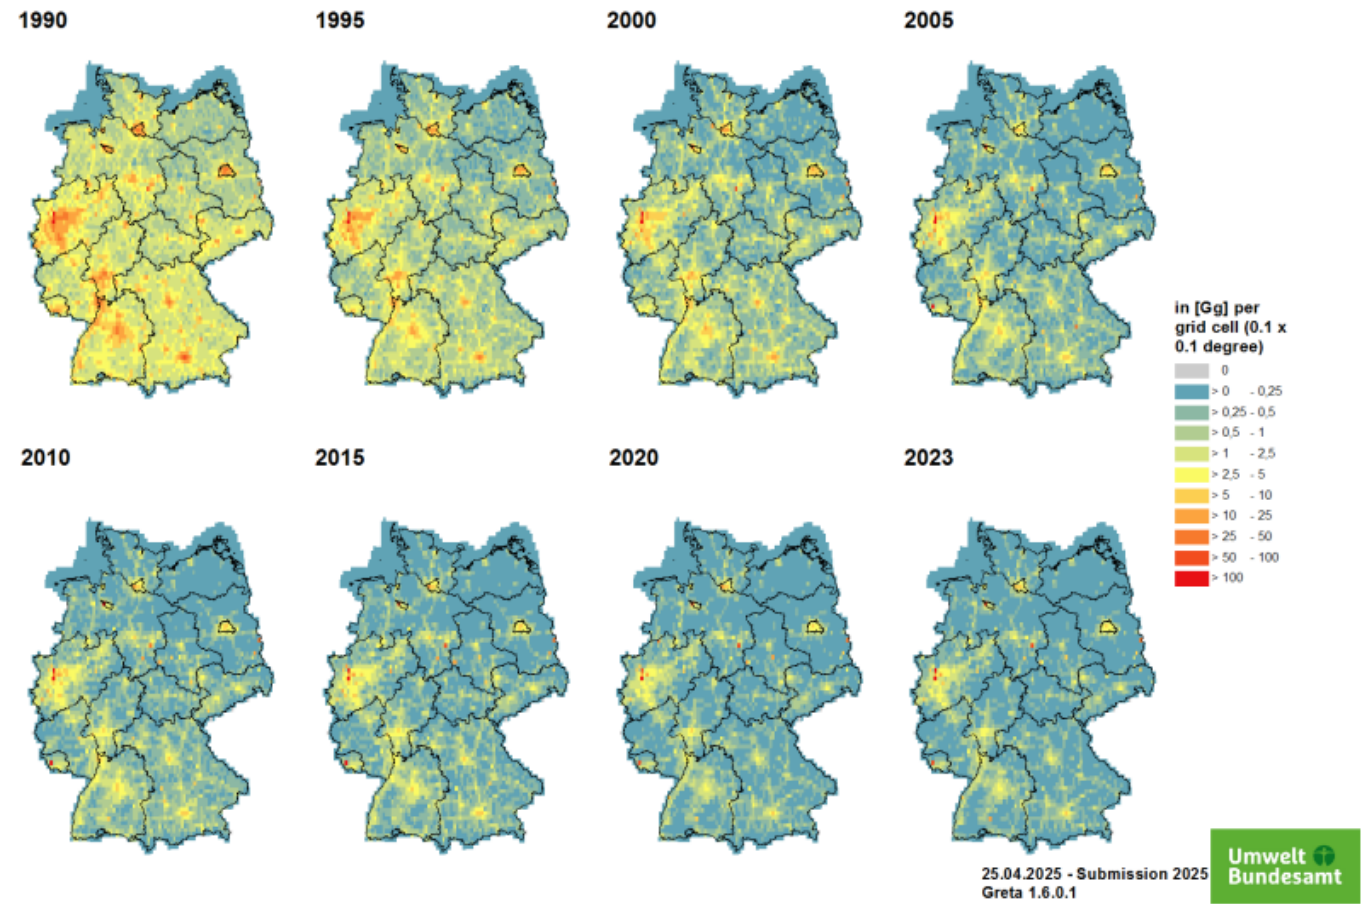 1990
1995
2000
2005
in [Gg] per
grid cell (0.1 x
0.1 degree)
0
> 0 - 0,25
> 0,25 - 0,5
> 0,5 - 1
> 1 - 2,5
> 2,5 - 5
> 5 - 10
> 10 - 25
> 25 - 50
> 50 - 100
> 100
2010
2015
2020
2023
25.04.2025 - Submission 2025
Greta 1.6.0.1
Umwelt
Bundesamt